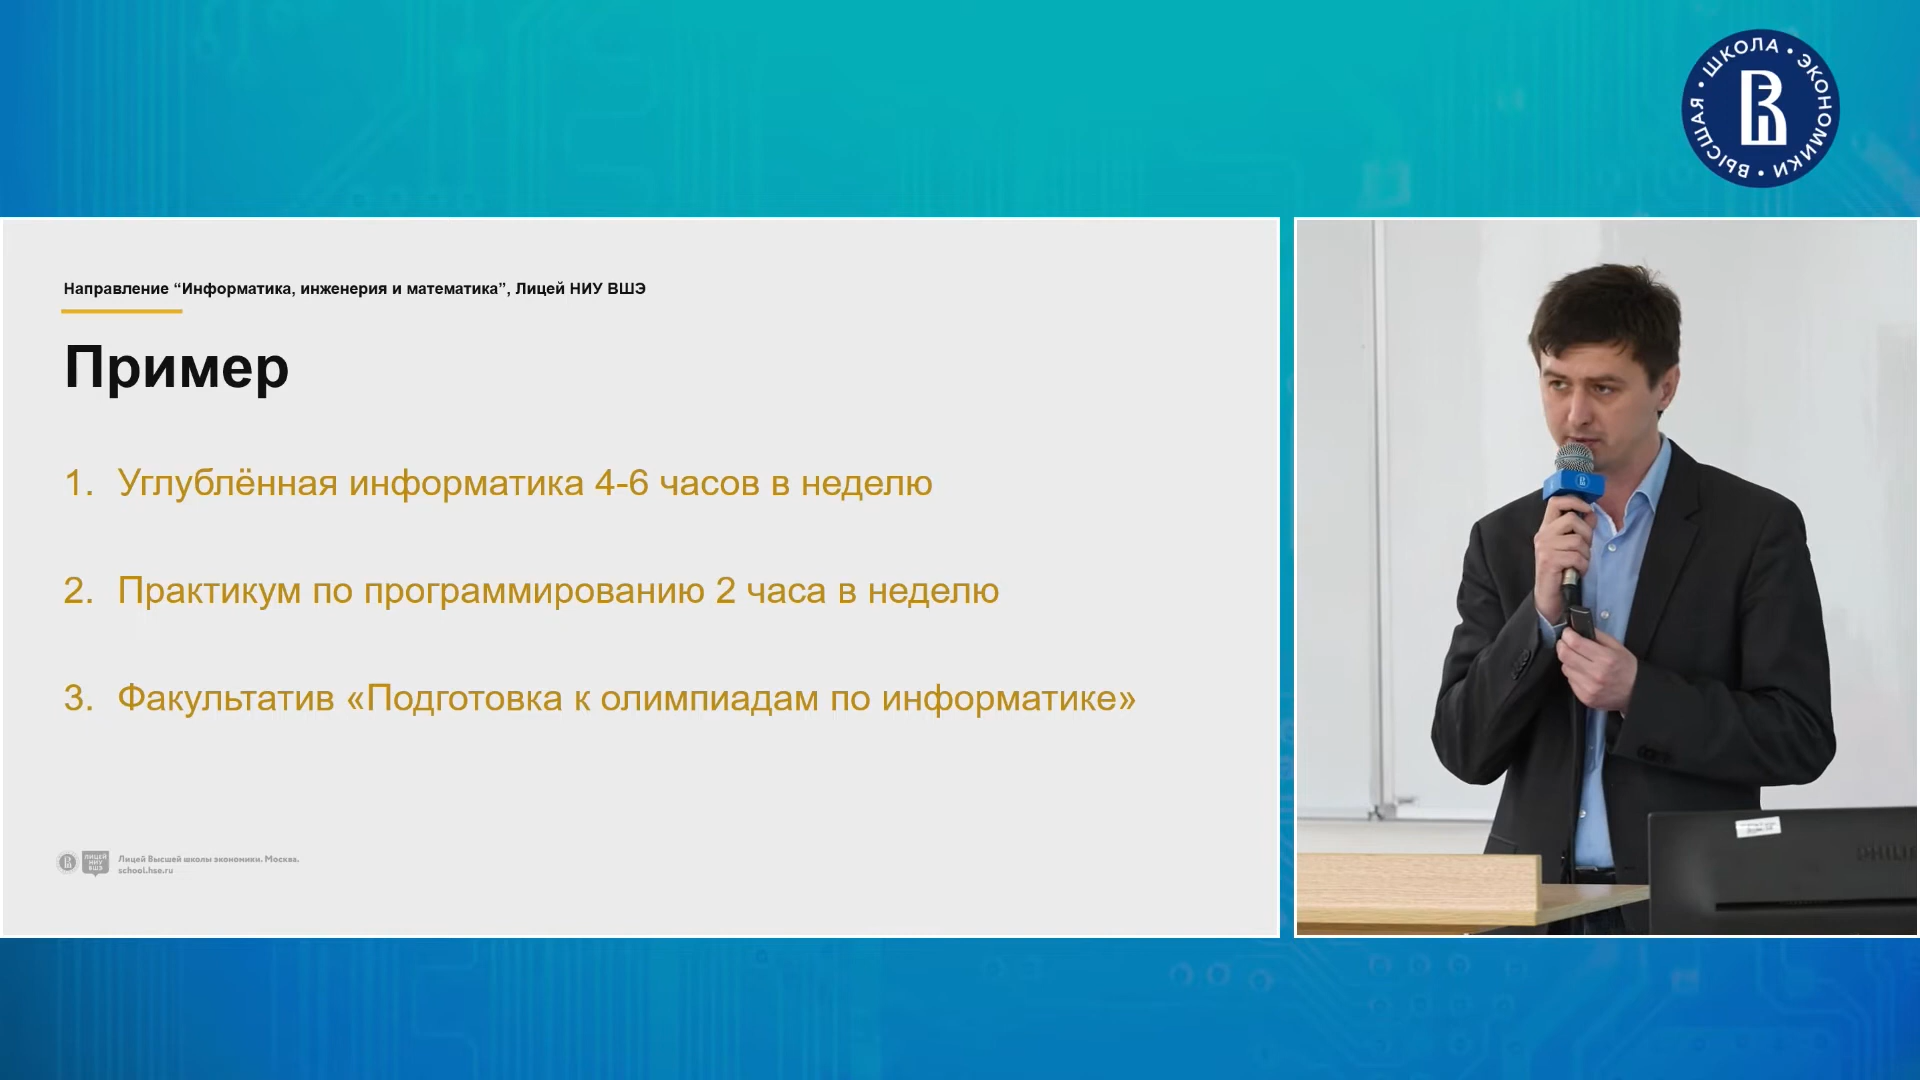 ВЫСШАЯ • ШКОЛА • ЭКОНОМИКИ •
Направление “Информатика, инженерия и математика”, Лицей НИУ ВШЭ
Пример
1. Углублённая информатика 4-6 часов в неделю
2. Практикум по программированию 2 часа в неделю
3. Факультатив «Подготовка к олимпиадам по информатике»
ЛИЦЕЙ
НИУ
ВШЭ
Лицей Высшей школы экономики. Москва.
school.hse.ru